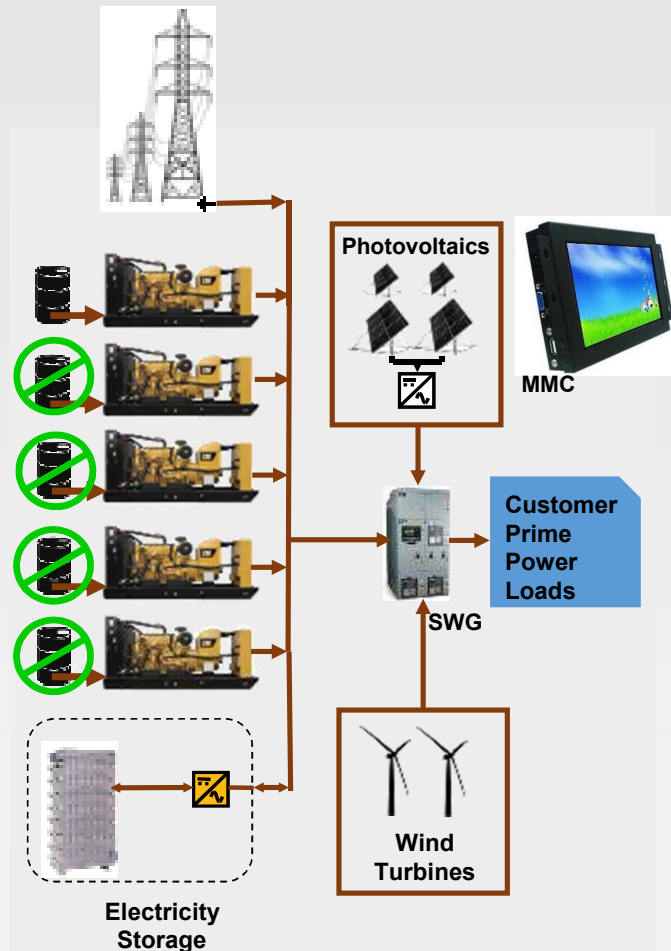 Photovoltaics
MMC
Customer
Prime
Power
Loads
SWG
Wind
Turbines
Electricity
Storage